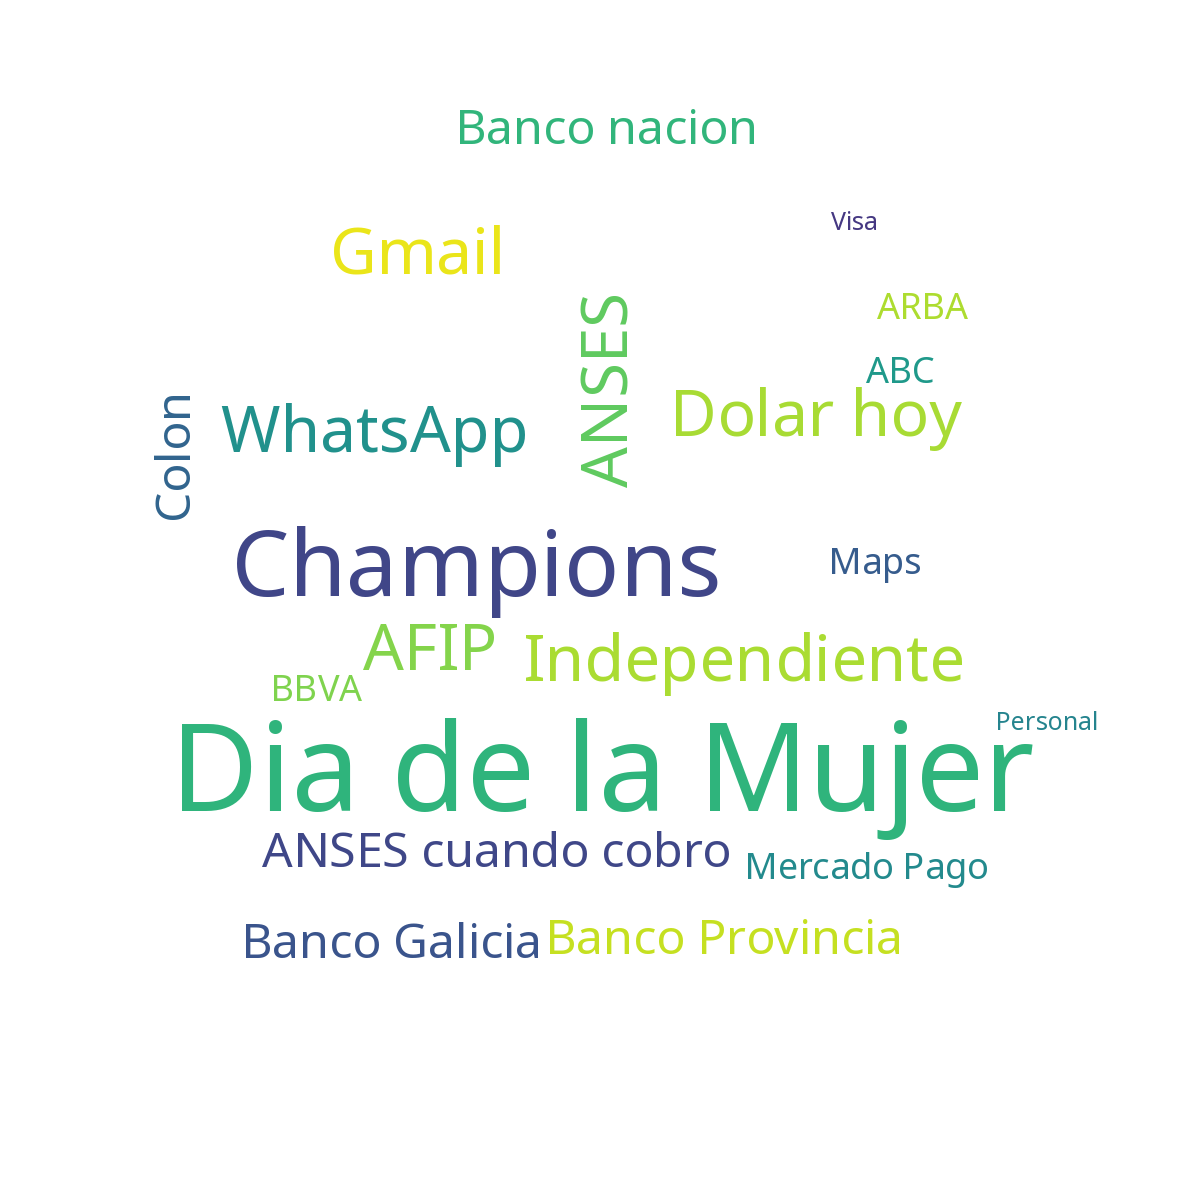 Banco nacion
Visa
Gmail
ARBA
ANSES
ABC
Dolar hoy
Colon
WhatsApp
Champions
Maps
AFIP
Independiente
BBVA
Personal
Dia de la Mujer
ANSES cuando cobro
Mercado Pago
Banco Galicia
Banco Provincia